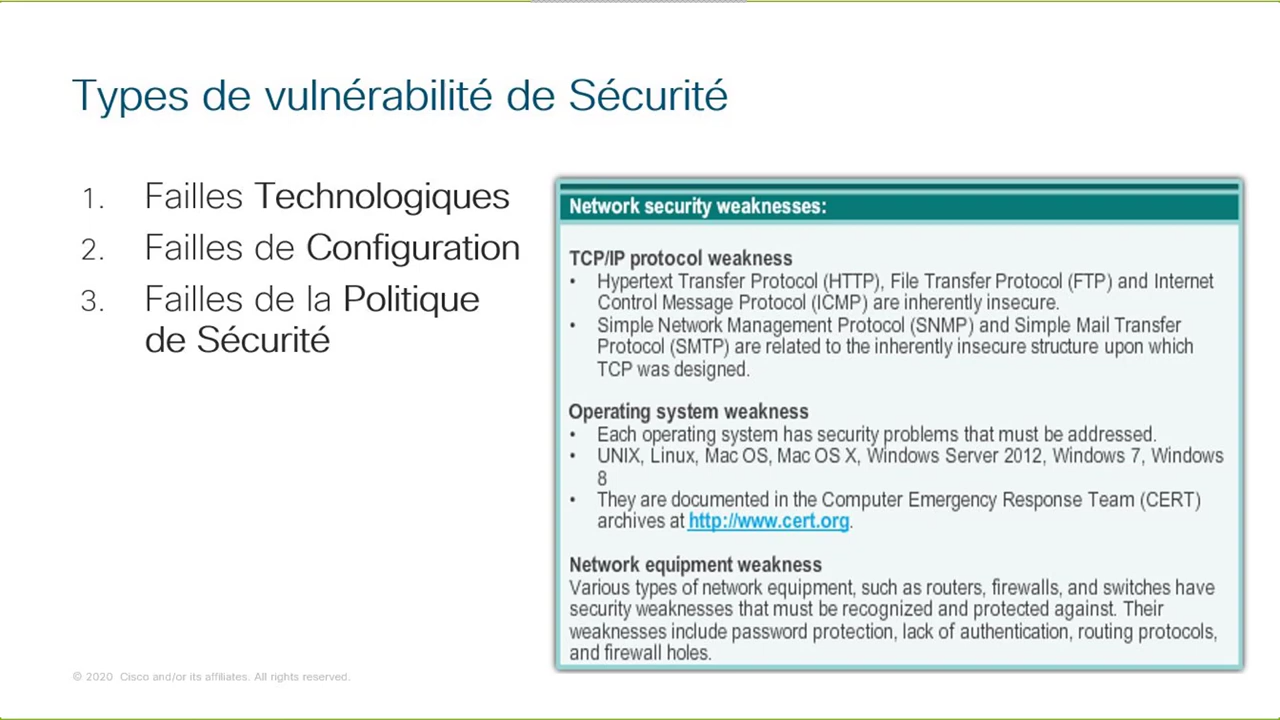 Types de vulnérabilité de Sécurité
1. Failles Technologiques
2. Failles de Configuration
3. Failles de la Politique
de Sécurité
Network security weaknesses:
TCP/IP protocol weakness
• Hypertext Transfer Protocol (HTTP), File Transfer Protocol (FTP) and Internet
Control Message Protocol (ICMP) are inherently insecure.
• Simple Network Management Protocol (SNMP) and Simple Mail Transfer
Protocol (SMTP) are related to the inherently insecure structure upon which
TCP was designed.
Operating system weakness
• Each operating system has security problems that must be addressed.
• UNIX, Linux, Mac OS, Mac OS X, Windows Server 2012, Windows 7, Windows
8
• They are documented in the Computer Emergency Response Team (CERT)
archives at http://www.cert.org.
Network equipment weakness
Various types of network equipment, such as routers, firewalls, and switches have
security weaknesses that must be recognized and protected against. Their
weaknesses include password protection, lack of authentication, routing protocols,
and firewall holes.
© 2020 Cisco and/or its affiliates. All rights reserved.